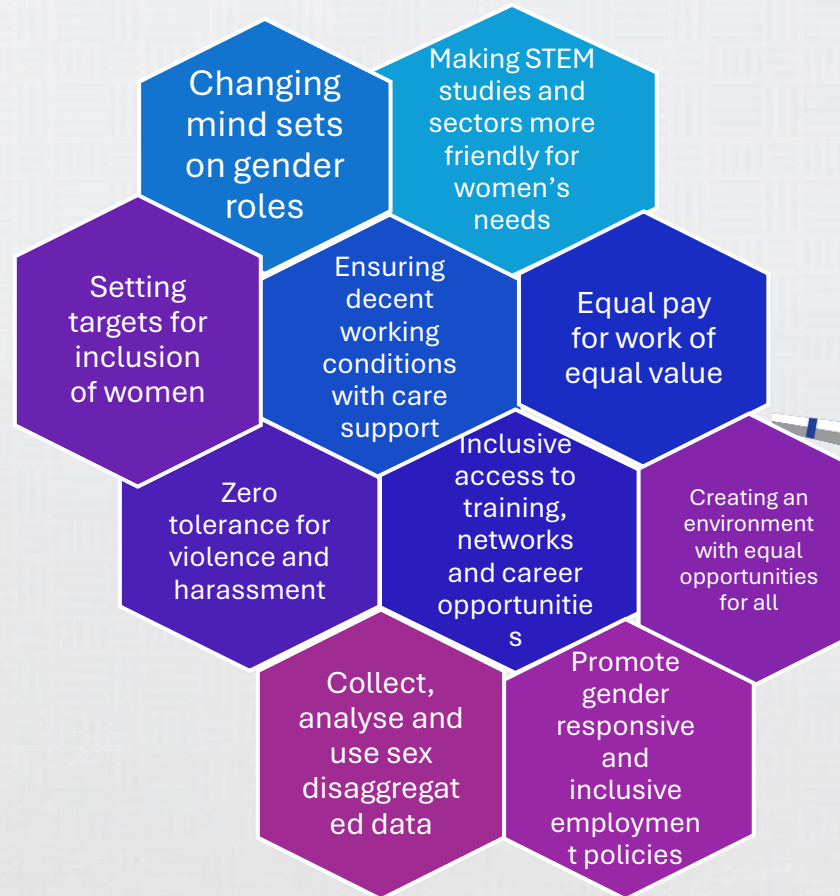 Changing
mind sets
on gender
roles
Making STEM
studies and
sectors more
friendly for
women's
needs
Setting
targets for
inclusion
of women
Ensuring
decent
working
conditions
with care
support
Equal pay
for work of
equal value
Zero
tolerance for
violence and
harassment
Inclusive
access to
training,
networks
and career
opportunitie
s
Creating an
environment
with equal
opportunities
for all
Collect,
analyse and
use sex
disaggregat
ed data
Promote
gender
responsive
and
inclusive
employmen
t policies